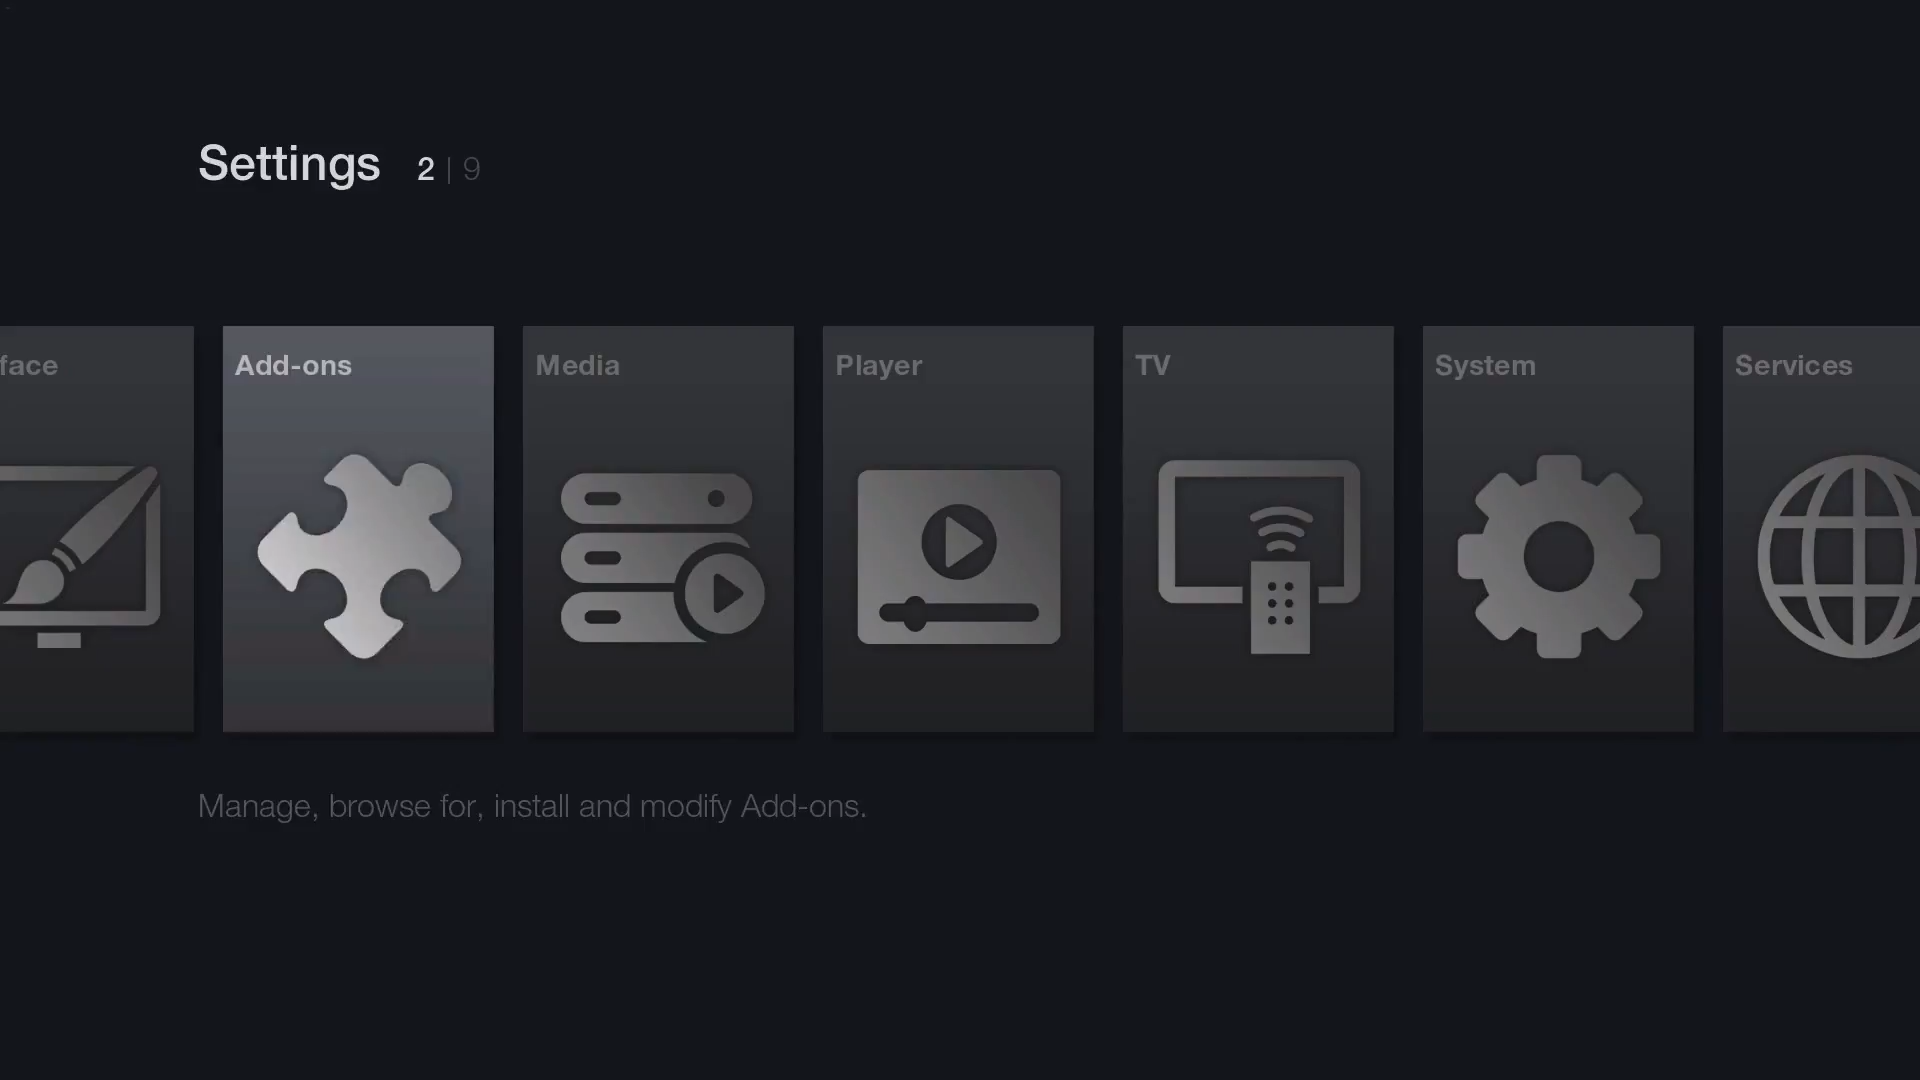 Settings 2 | 9
face
Add-ons
Media
Player
TV
System
Services
Manage, browse for, install and modify Add-ons.